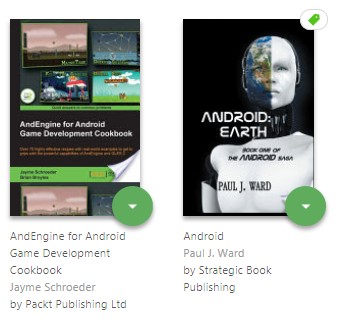 AndEngine for Android
Game Development Cookbook
Jayme Schroeder
Brian Broyles
ANDROID:
EARTH
BOOK ONE OF
THE ANDROID SAGA
PAUL J. WARD
AndEngine for Android
Game Development
Cookbook
Jayme Schroeder
by Packt Publishing Ltd
Android
Paul J. Ward
by Strategic Book
Publishing